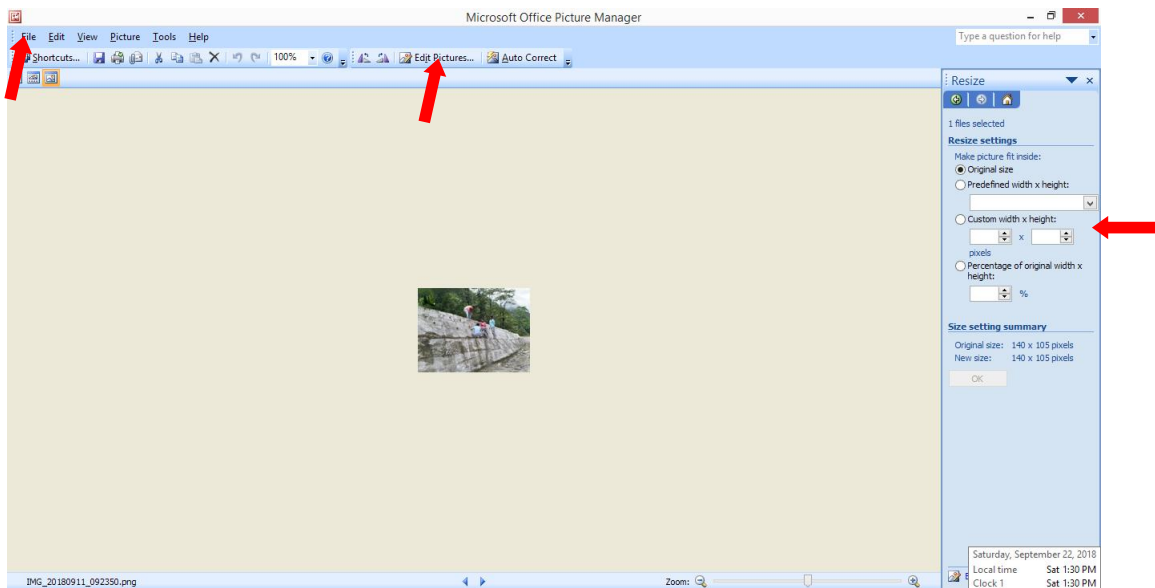 Microsoft Office Picture Manager
File Edit View Picture Tools Help
Type a question for help
Shortcuts... 100% Edit Pictures... Auto Correct
Resize
1 files selected
Resize settings
Make picture fit inside:
Original size
Predefined width x height:
Custom width x height:
x
pixels
Percentage of original width x
height:
%
Size setting summary
Original size: 140 x 105 pixels
New size: 140 x 105 pixels
OK
Saturday, September 22, 2018
Local time Sat 1:30 PM
Clock 1 Sat 1:30 PM
IMG_20180911_092350.png
Zoom: